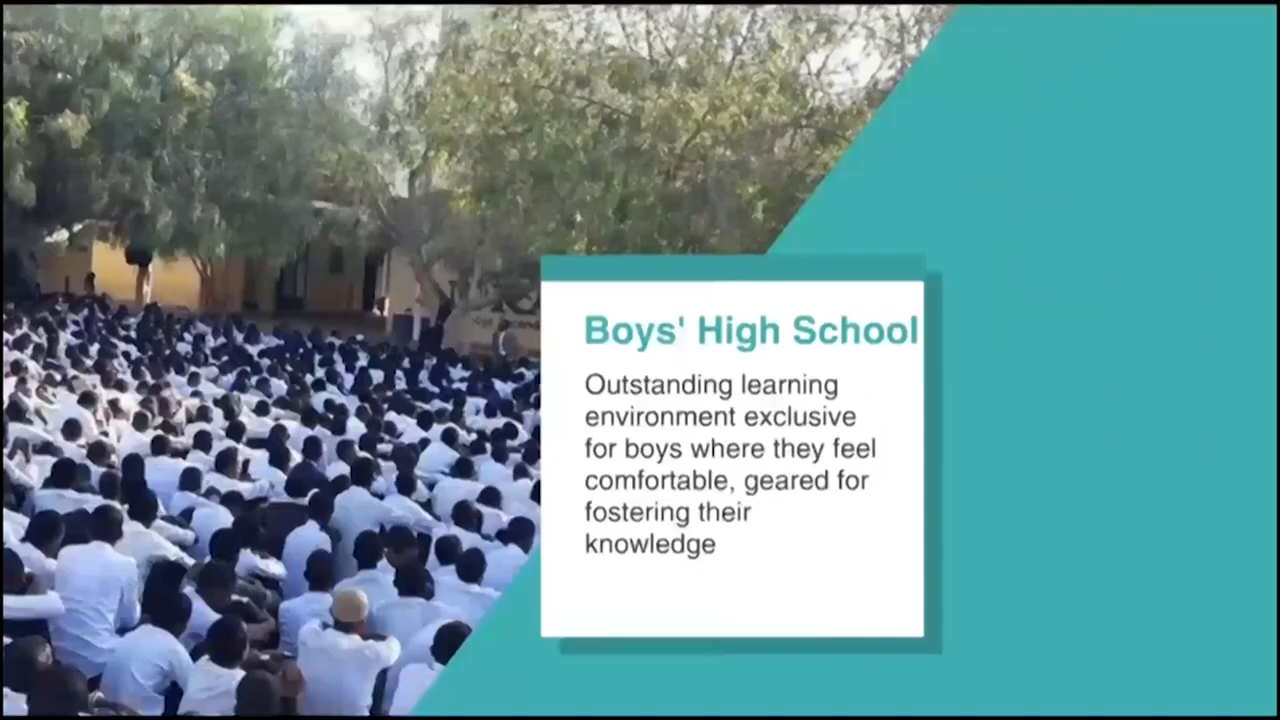 Boys' High School
Outstanding learning
environment exclusive
for boys where they feel
comfortable, geared for
fostering their
knowledge